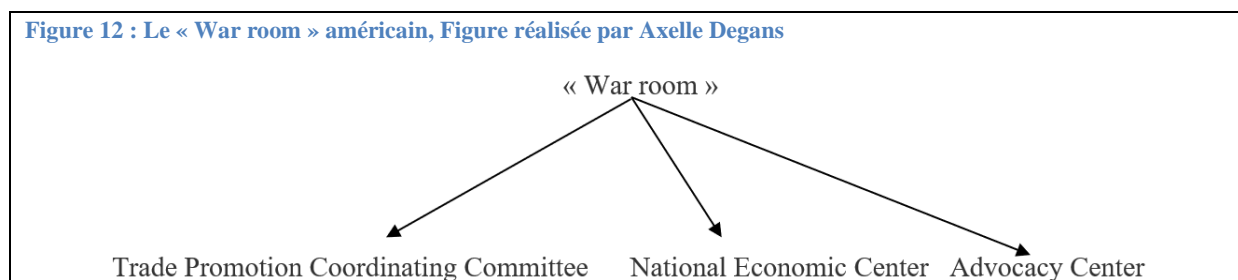 Figure 12 : Le « War room » américain, Figure réalisée par Axelle Degans
« War room »
Trade Promotion Coordinating Committee National Economic Center Advocacy Center